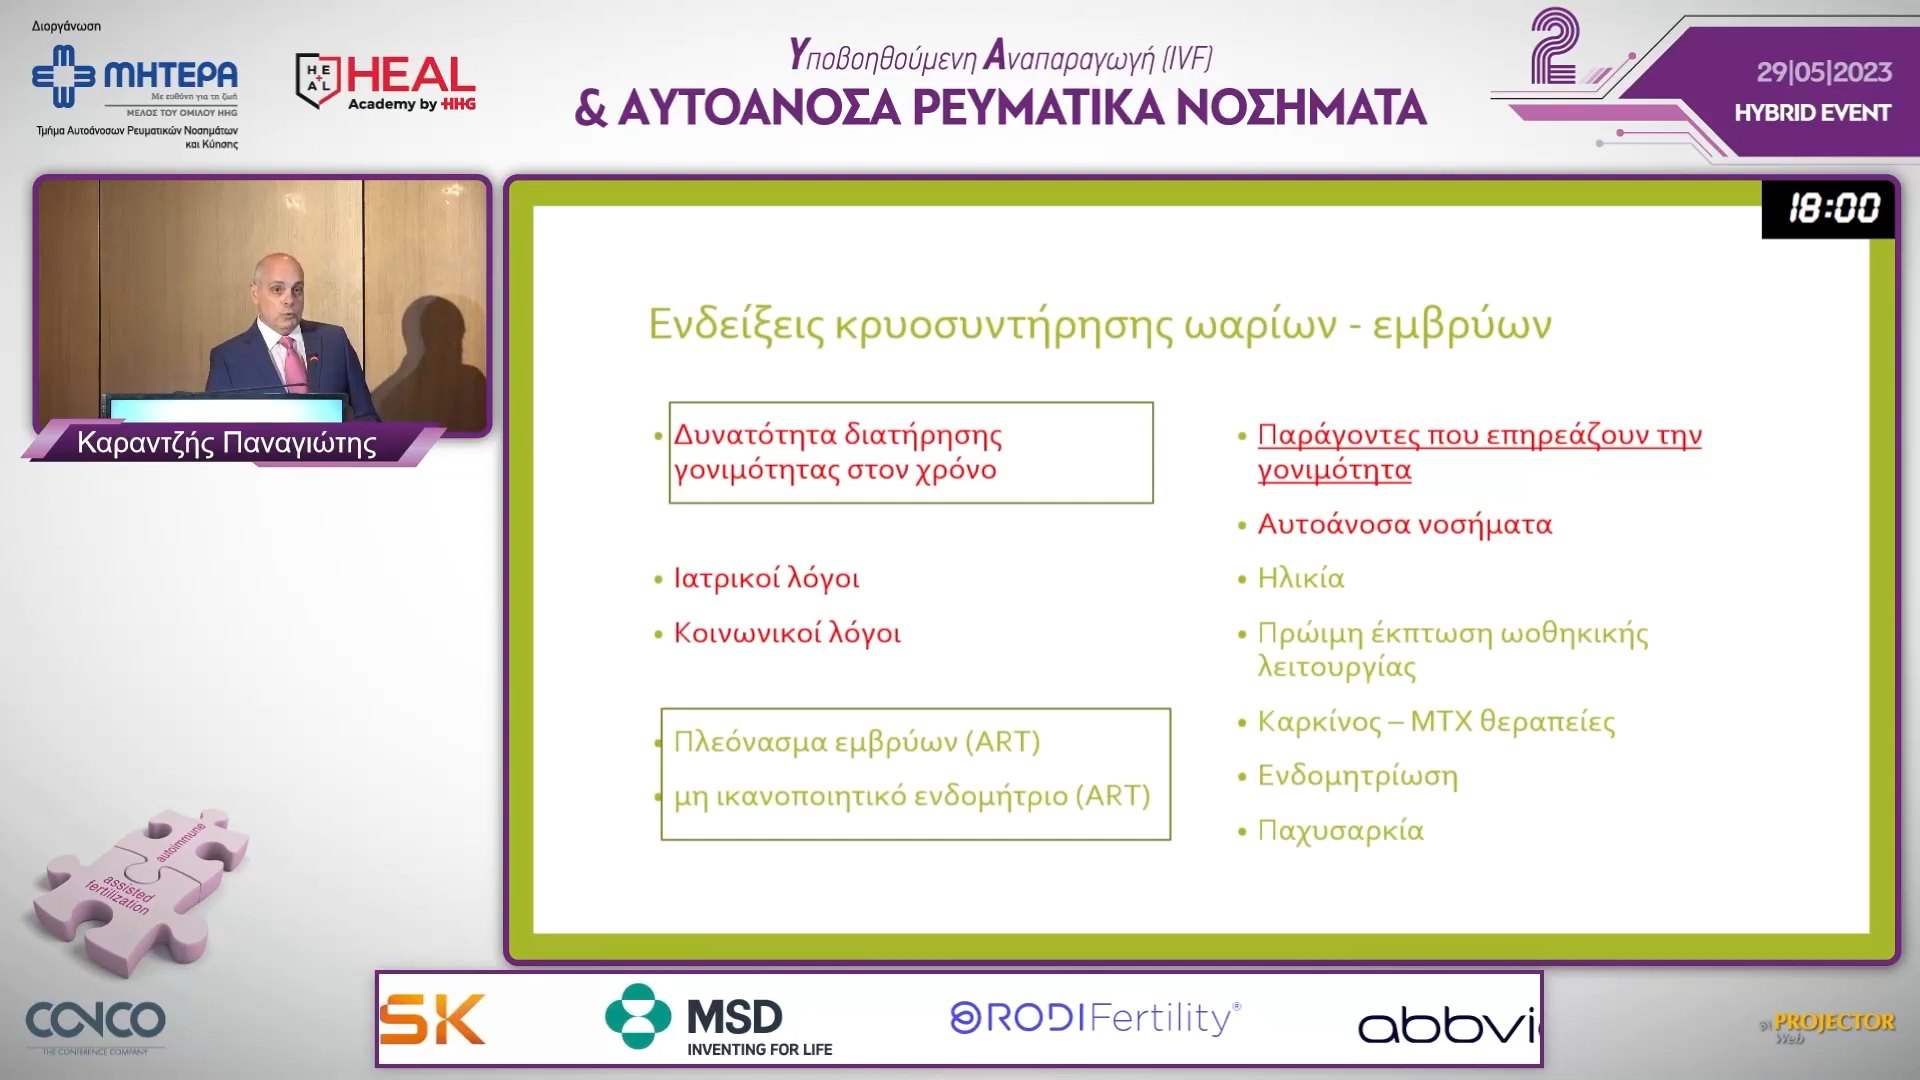 Διοργάνωση
ΜΗΤΕΡΑ
Με ευθύνη για τη ζωή
ΜΕΛΟΣ ΤΟΥ ΟΜΙΛΟΥ HHG
Τμήμα Αυτοάνοσων Ρευματικών Νοσημάτων
και Κύησης
HE
AL
HEAL
Academy by HHG
Υποβοηθούμενη Αναπαραγωγή (IVF)
& ΑΥΤΟΑΝΟΣΑ ΡΕΥΜΑΤΙΚΑ ΝΟΣΗΜΑΤΑ
2
29|05|2023
HYBRID EVENT
18:00
Καραντζής Παναγιώτης
Ενδείξεις κρυοσυντήρησης ωαρίων - εμβρύων
• Δυνατότητα διατήρησης
γονιμότητας στον χρόνο
• Ιατρικοί λόγοι
• Κοινωνικοί λόγοι
• Πλεόνασμα εμβρύων (ART)
• μη ικανοποιητικό ενδομήτριο (ART)
• Παράγοντες που επηρεάζουν την
γονιμότητα
• Αυτοάνοσα νοσήματα
• Ηλικία
• Πρώιμη έκπτωση ωοθηκικής
λειτουργίας
• Καρκίνος – ΜΤΧ θεραπείες
• Ενδομητρίωση
• Παχυσαρκία
autoimmune
assisted
fertilization
CONCO
THE CONFERENCE COMPANY
SK
MSD
INVENTING FOR LIFE
RODIFertility®
abbvi
PROJECTOR
Web